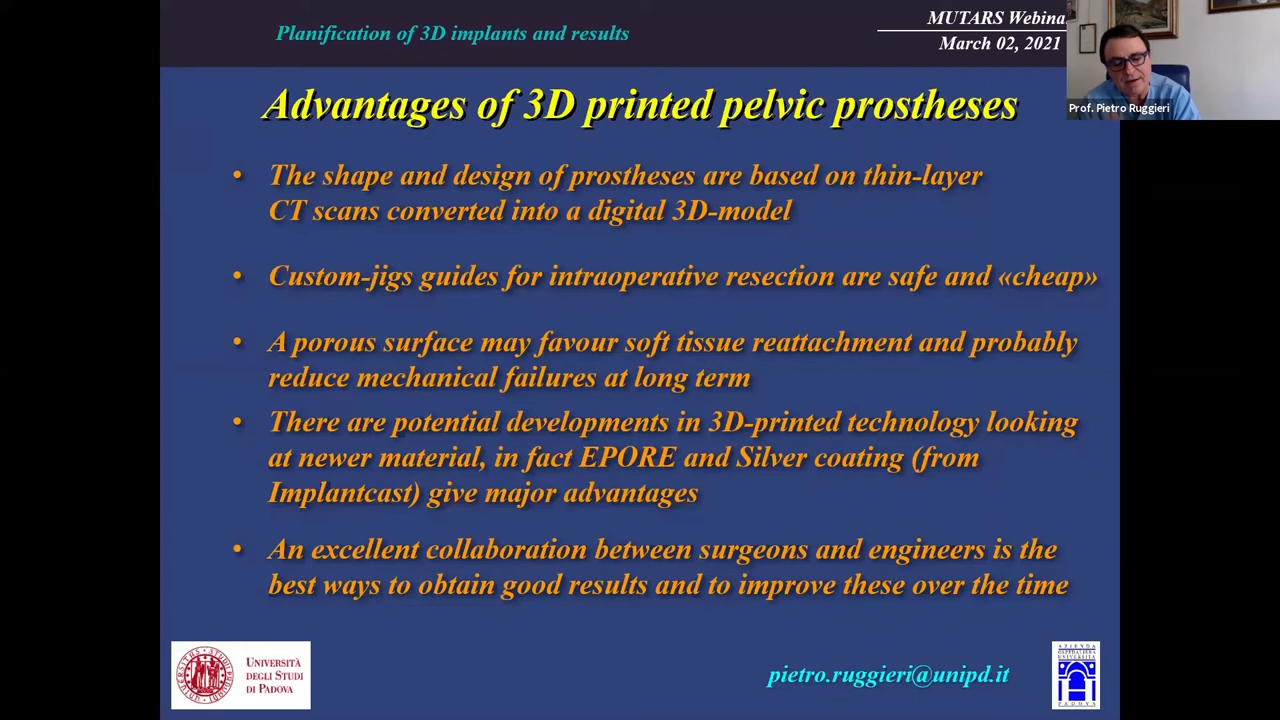 Planification of 3D implants and results
MUTARS Webina
March 02, 2021
Prof. Pietro Ruggieri
Advantages of 3D printed pelvic prostheses
• The shape and design of prostheses are based on thin-layer
CT scans converted into a digital 3D-model
• Custom-jigs guides for intraoperative resection are safe and «cheap»
• A porous surface may favour soft tissue reattachment and probably
reduce mechanical failures at long term
• There are potential developments in 3D-printed technology looking
at newer material, in fact EPORE and Silver coating (from
Implantcast) give major advantages
• An excellent collaboration between surgeons and engineers is the
best ways to obtain good results and to improve these over the time
UNIVERSITÀ
DEGLI STUDI
DI PADOVA
pietro.ruggieri@unipd.it
AZIENDA
OSPEDALIERA
UNIVERSITÀ
PADOVA